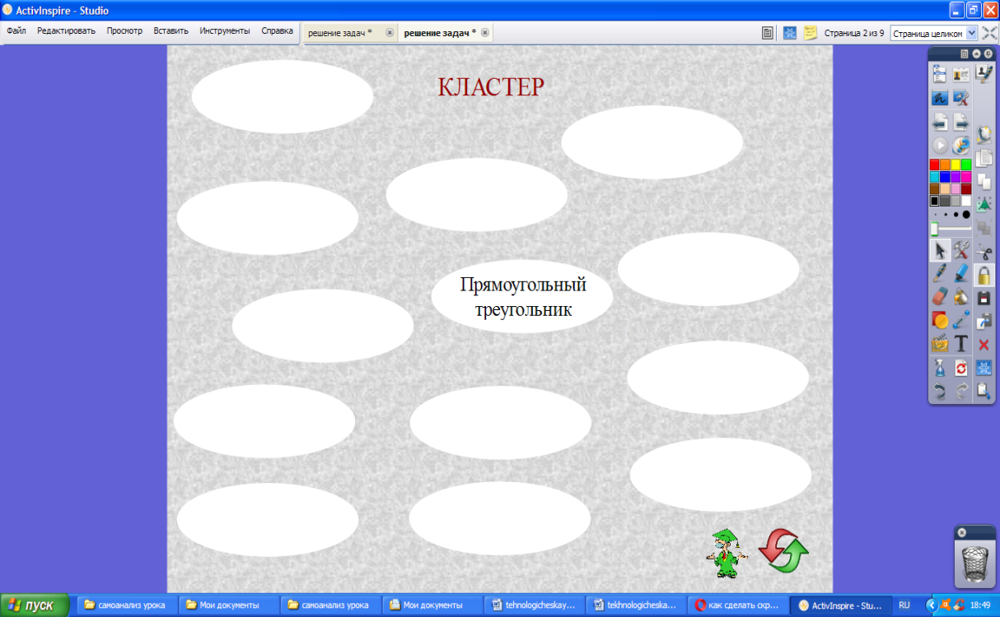 ActivInspire - Studio
Файл Редактировать Просмотр Вставить Инструменты Справка
решение задач *
решение задач *
Страница 2 из 9
Страница целиком
КЛАСТЕР
Прямоугольный
треугольник
T
пуск
самоанализ урока
Мои документы
самоанализ урока
Мои документы
tehnologicheskay...
tekhnologicheska...
как сделать скр...
ActivInspire - Stu...
RU
18:49